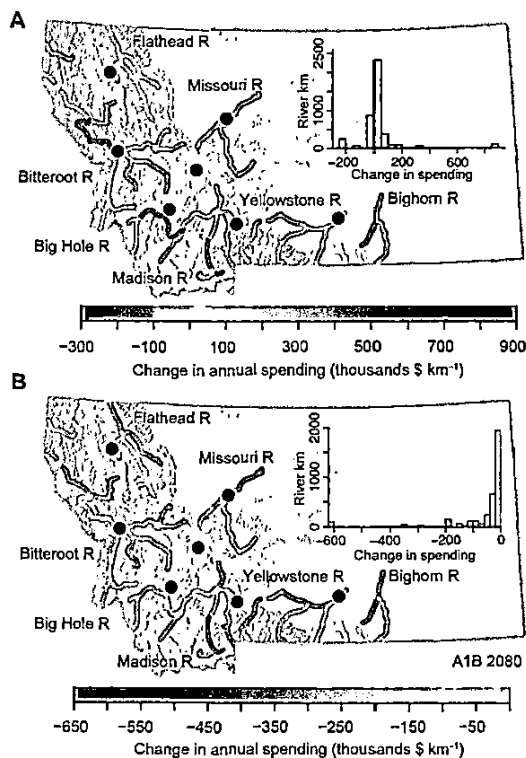 A
Flathead R
Missouri R
Bitteroot R
Yellowstone R
Bighorn R
Big Hole R
Madison R
River km
2500
1000
0
-200
200
800
Change in spending
-300
-100
100
300
500
700
900
Change in annual spending (thousands $ km⁻¹)
B
Flathead R
Missouri R
Bitteroot R
Yellowstone R
Bighorn R
Big Hole R
Madison R
River km
2000
1000
0
-600
-400
-200
0
Change in spending
A1B 2080
-650
-550
-450
-350
-250
-150
-50
Change in annual spending (thousands $ km⁻¹)